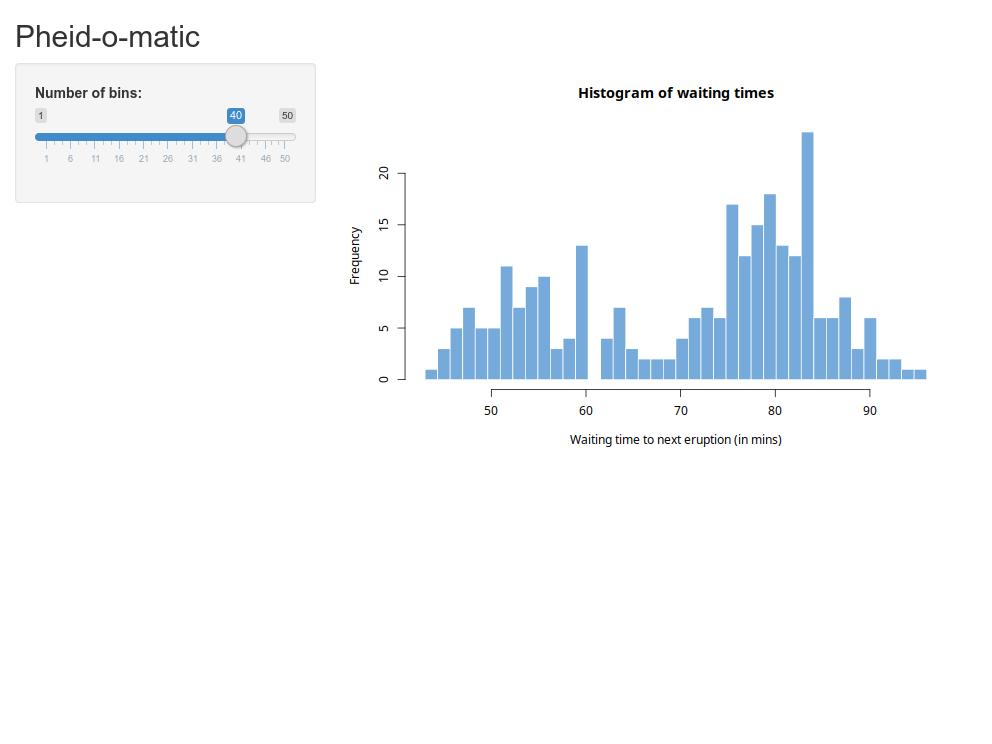 Pheid-o-matic
Number of bins:
1 40 50
1 6 11 16 21 26 31 36 41 46 50
Histogram of waiting times
Frequency
20
15
10
5
0
50 60 70 80 90
Waiting time to next eruption (in mins)